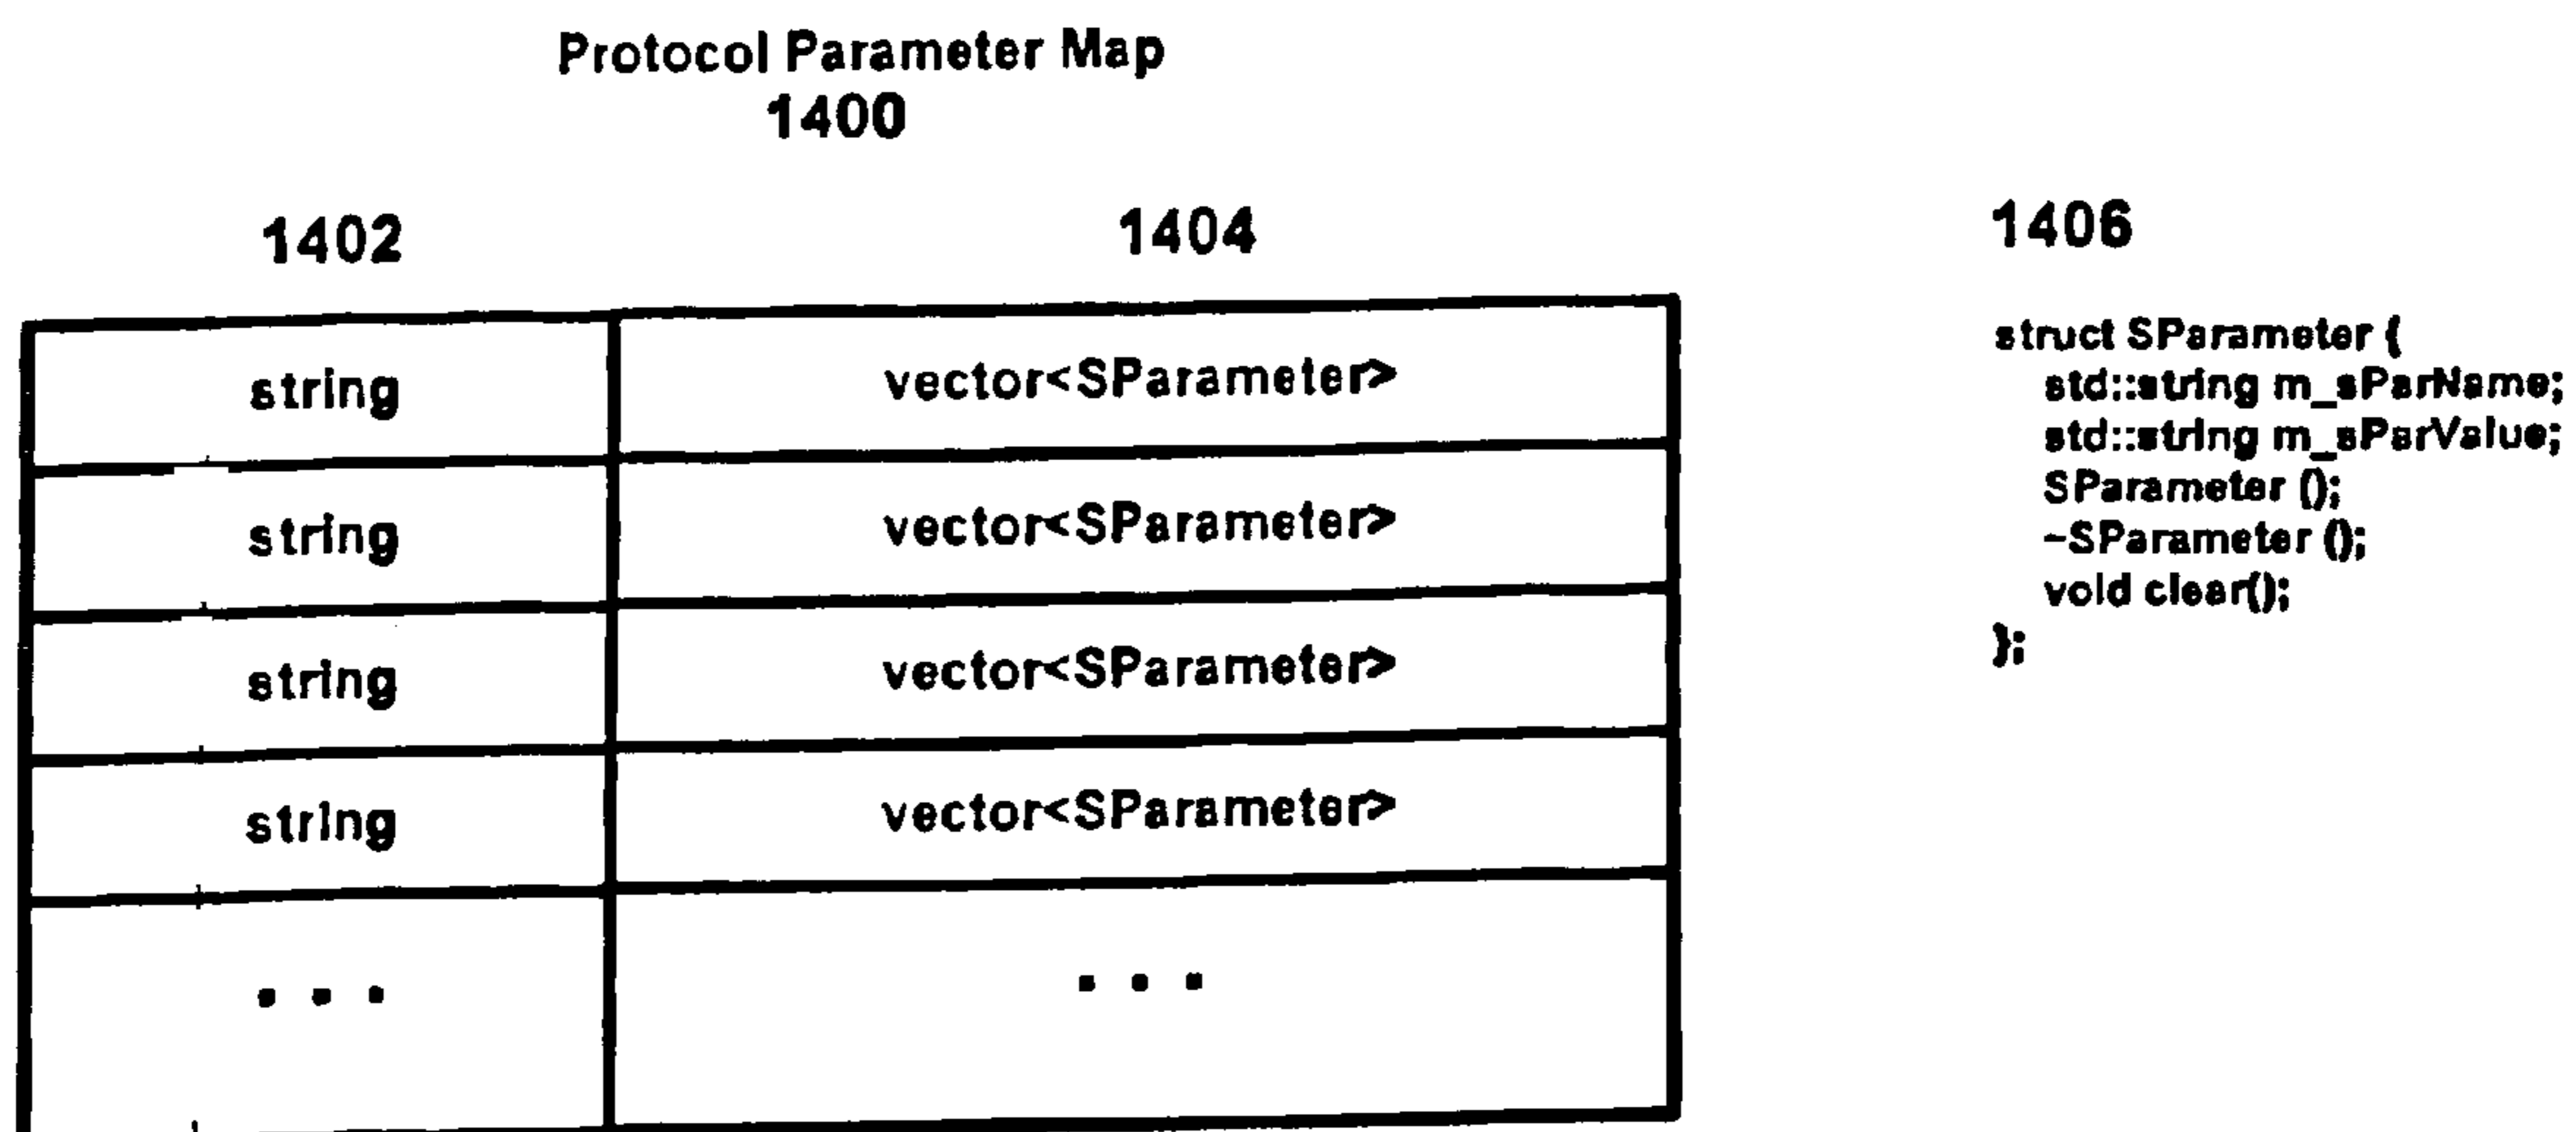 Protocol Parameter Map
1400
1402 1404 1406
string vector<SParameter>
string vector<SParameter>
string vector<SParameter>
string vector<SParameter>
... ...
struct SParameter {
std::string m_sParName;
std::string m_sParValue;
SParameter ();
~SParameter ();
void clear();
};